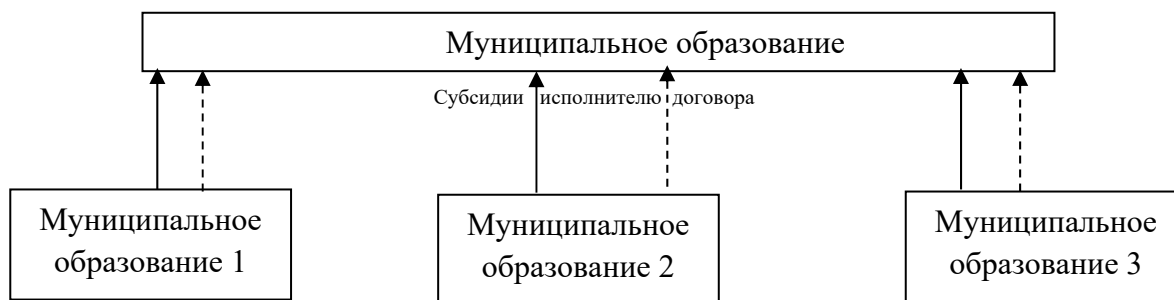 Муниципальное образование
Субсидии исполнителю договора
Муниципальное
образование 1
Муниципальное
образование 2
Муниципальное
образование 3